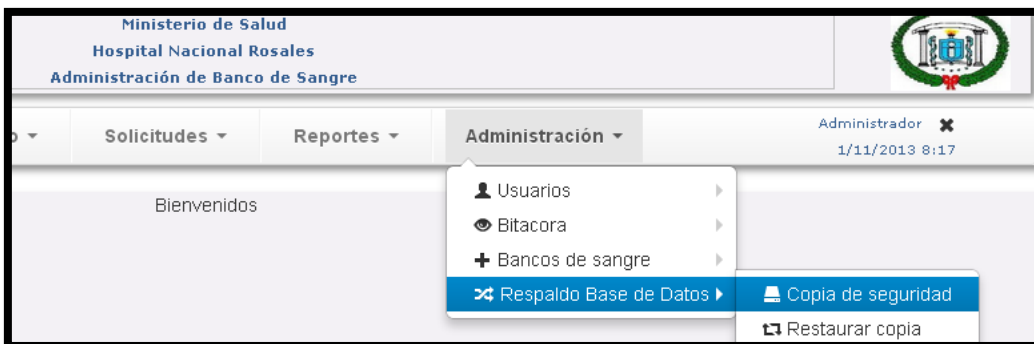 Ministerio de Salud
Hospital Nacional Rosales
Administración de Banco de Sangre
o
Solicitudes
Reportes
Administración
Administrador
1/11/2013 8:17
Bienvenidos
Usuarios
Bitacora
Bancos de sangre
Respaldo Base de Datos
Copia de seguridad
Restaurar copia